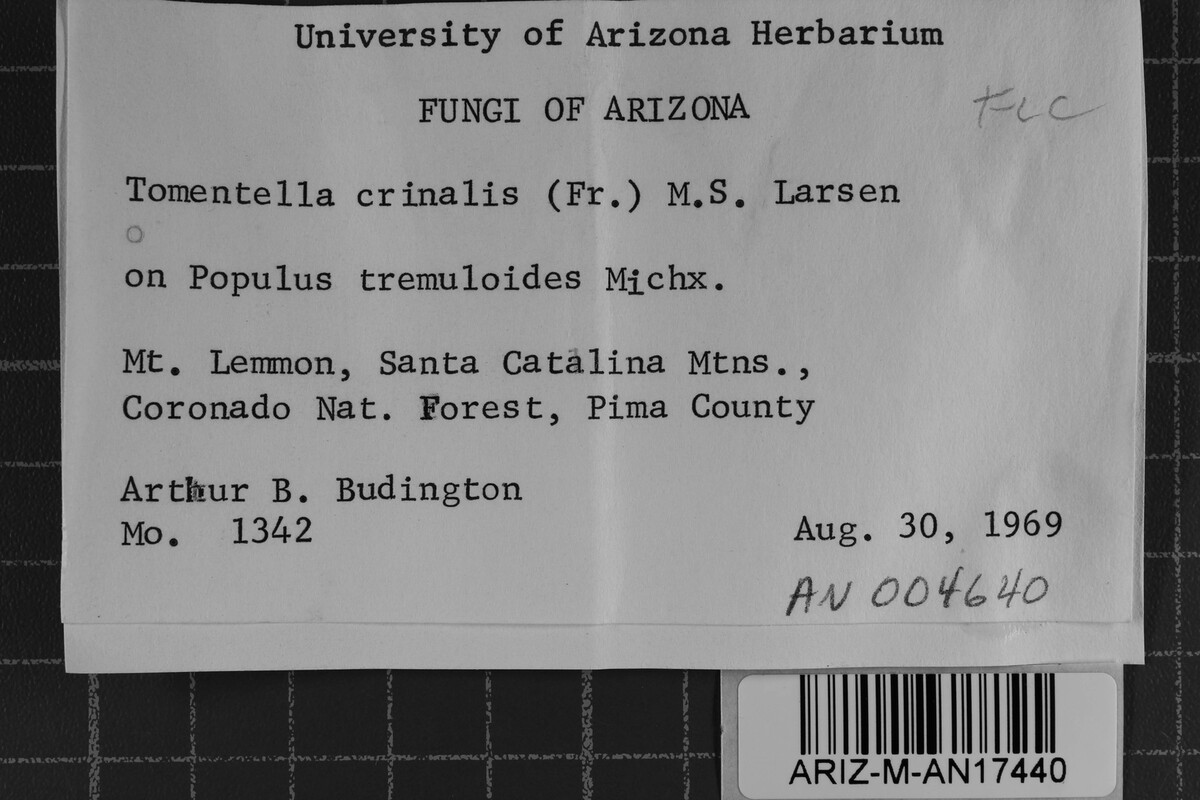 University of Arizona Herbarium
FUNGI OF ARIZONA
Tomentella crinalis (Fr.) M.S. Larsen
on Populus tremuloides Michx.
Mt. Lemmon, Santa Catalina Mtns.,
Coronado Nat. Forest, Pima County
Arthur B. Budington
Mo. 1342
Aug. 30, 1969
AN 004640
ARIZ-M-AN17440